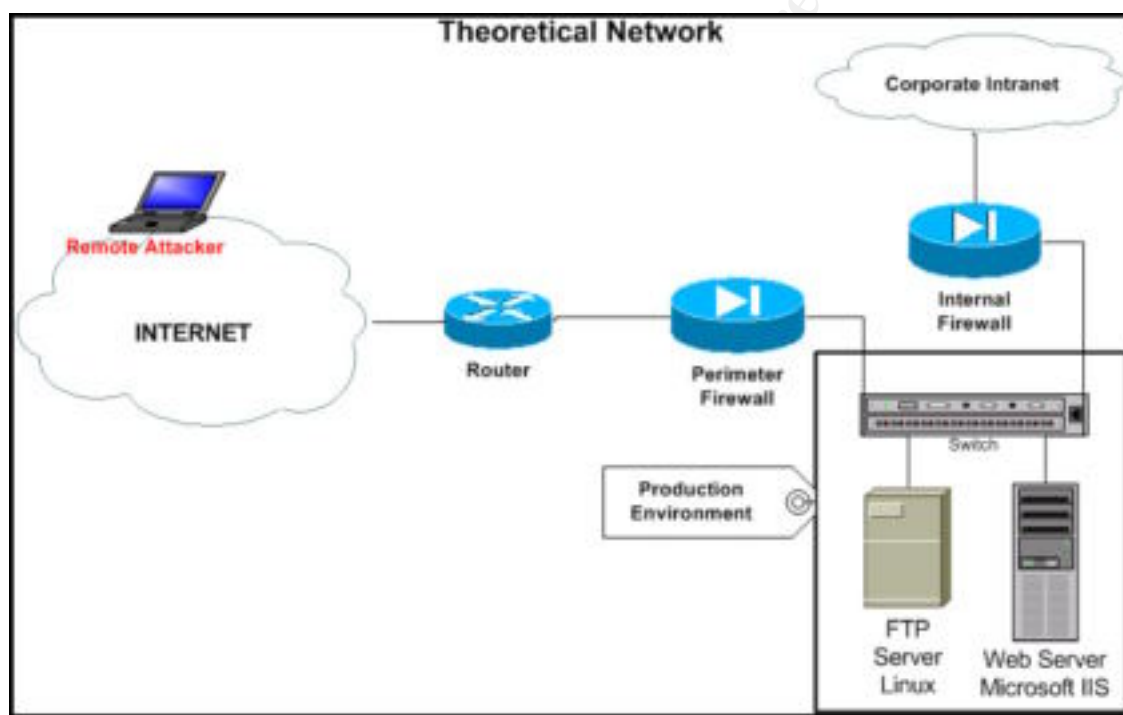 Theoretical Network
Corporate Intranet
Remote Attacker
INTERNET
Router
Perimeter
Firewall
Internal
Firewall
Switch
Production
Environment
FTP
Server
Linux
Web Server
Microsoft IIS